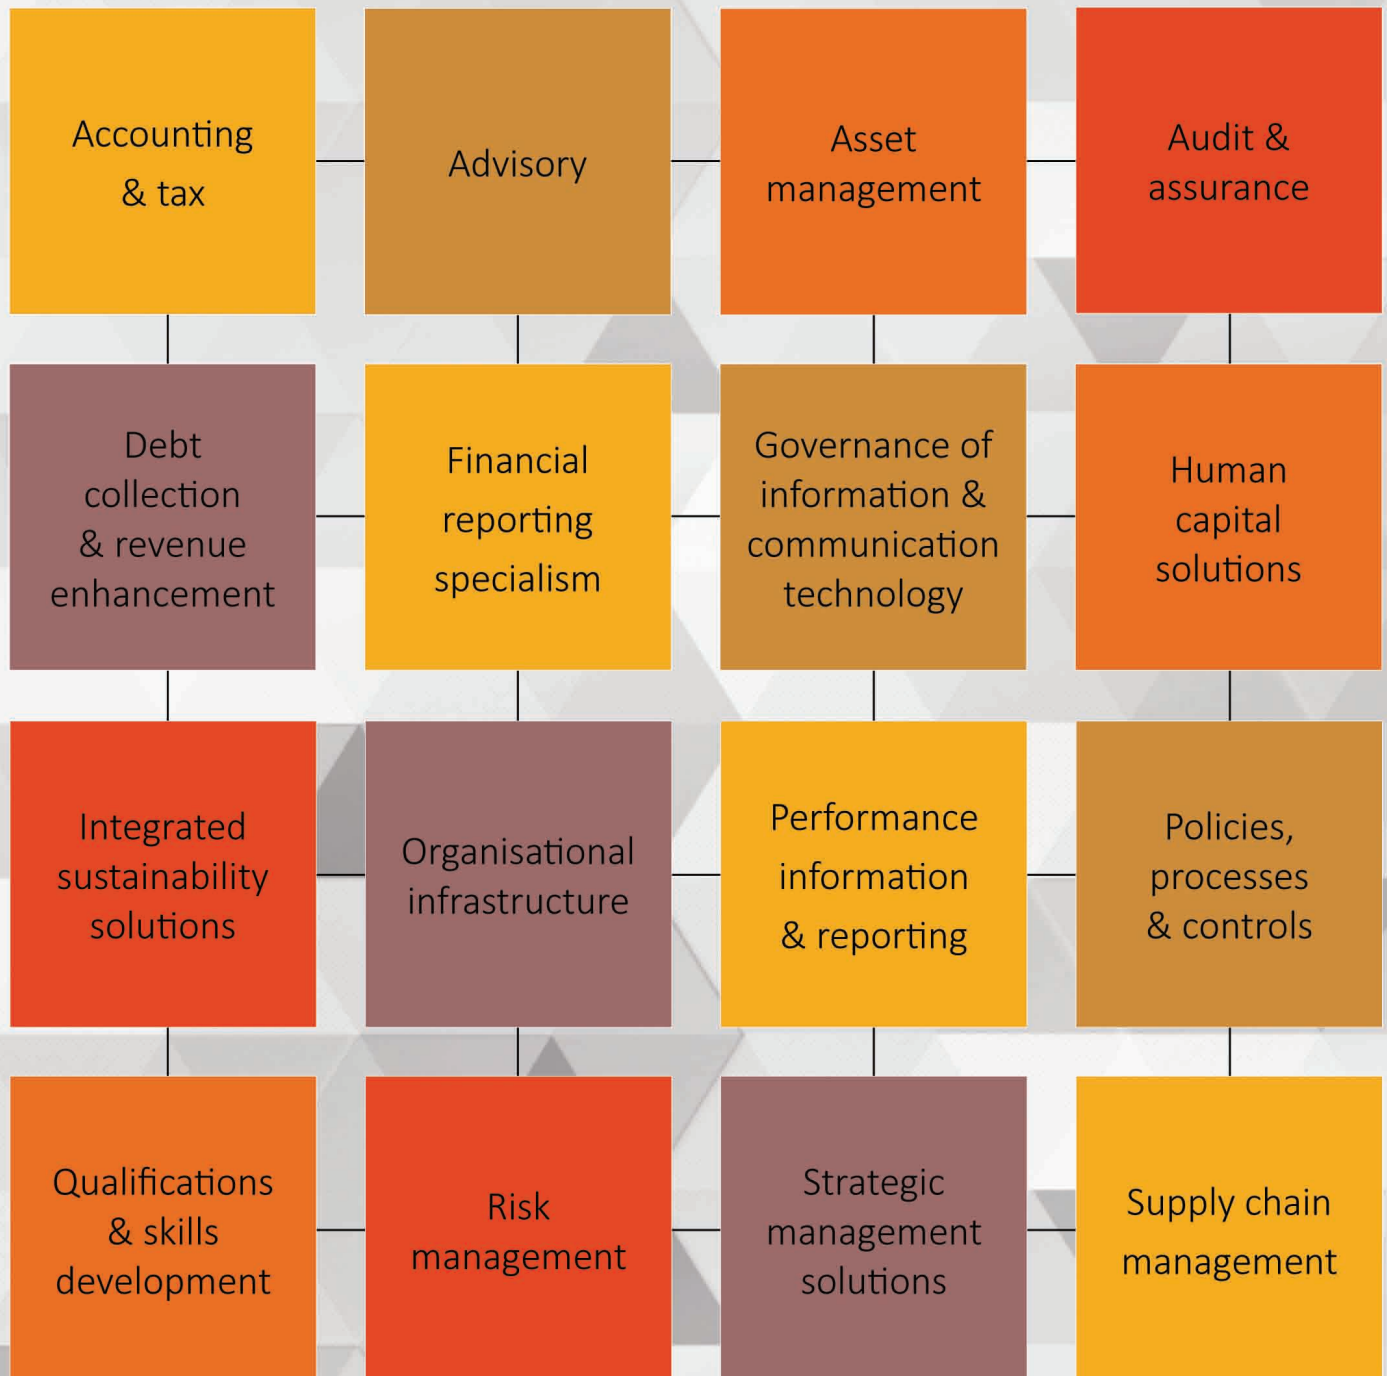 Accounting
& tax
Advisory
Asset
management
Audit &
assurance
Debt
collection
& revenue
enhancement
Financial
reporting
specialism
Governance of
information &
communication
technology
Human
capital
solutions
Integrated
sustainability
solutions
Organisational
infrastructure
Performance
information
& reporting
Policies,
processes
& controls
Qualifications
& skills
development
Risk
management
Strategic
management
solutions
Supply chain
management